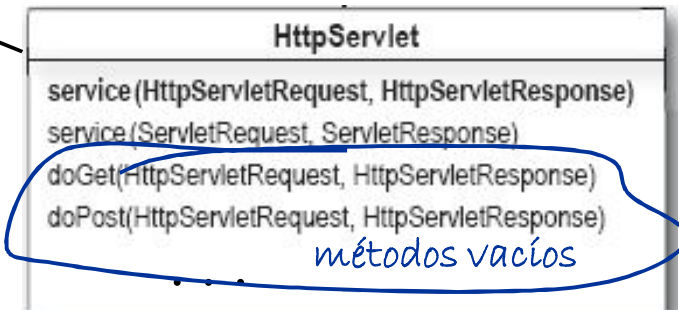 HttpServlet
service(HttpServletRequest, HttpServletResponse)
service(ServletRequest, ServletResponse)
doGet(HttpServletRequest, HttpServletResponse)
doPost(HttpServletRequest, HttpServletResponse)
métodos vacíos
. . .